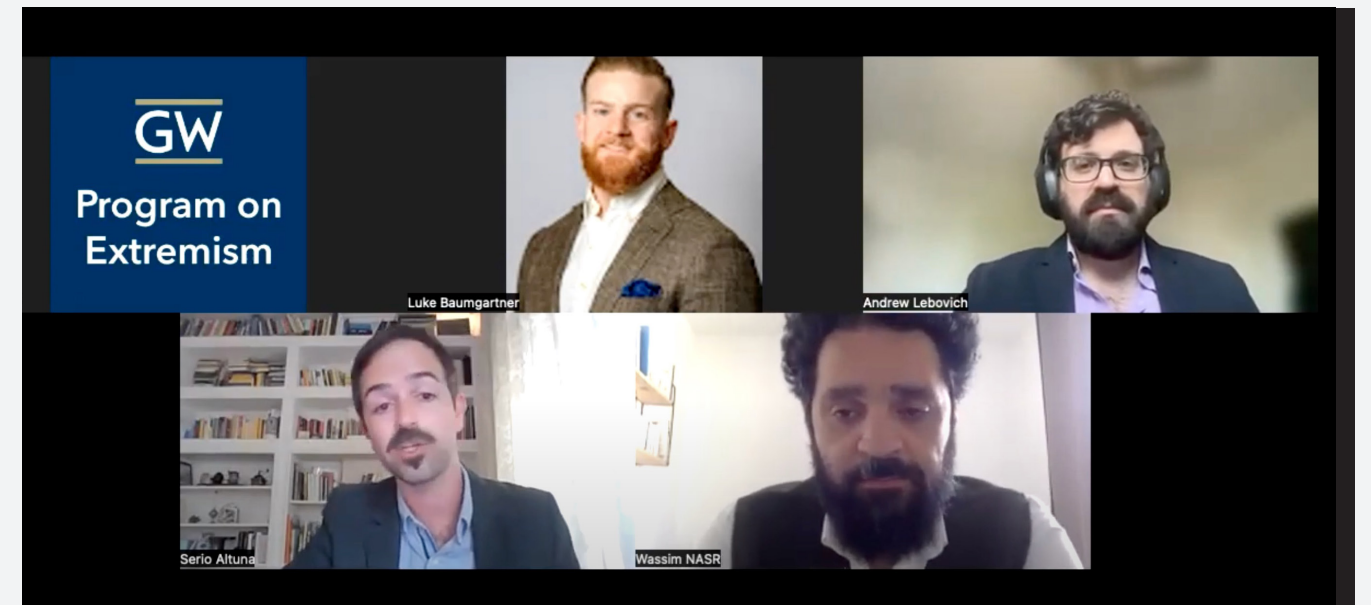 GW
Program on
Extremism
Luke Baumgartner
Andrew Lebovich
Serio Altuna
Wassim NASR